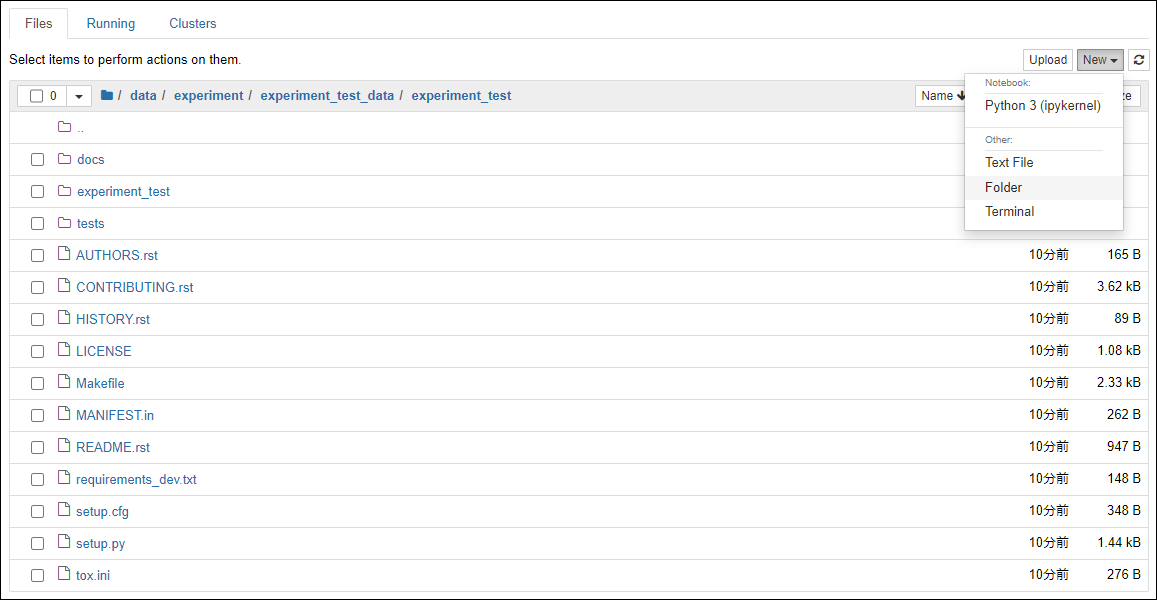 Files Running Clusters
Select items to perform actions on them.
Upload New
0 / data / experiment / experiment_test_data / experiment_test Name
Notebook:
Python 3 (ipykernel)
Other:
Text File
Folder
Terminal
..
docs
experiment_test
tests
AUTHORS.rst 10分前 165 B
CONTRIBUTING.rst 10分前 3.62 kB
HISTORY.rst 10分前 89 B
LICENSE 10分前 1.08 kB
Makefile 10分前 2.33 kB
MANIFEST.in 10分前 262 B
README.rst 10分前 947 B
requirements_dev.txt 10分前 148 B
setup.cfg 10分前 348 B
setup.py 10分前 1.44 kB
tox.ini 10分前 276 B